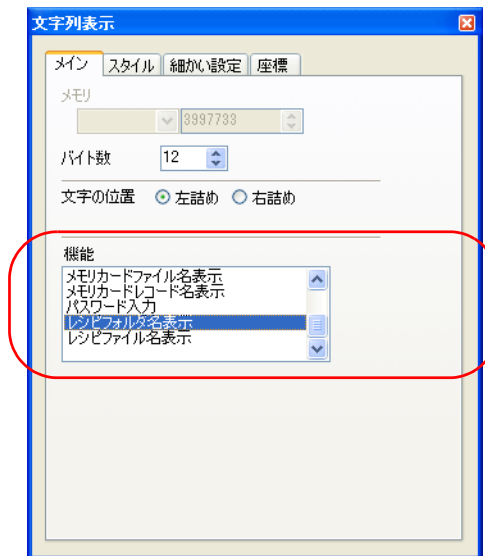 文字列表示
メイン スタイル 細かい設定 座標
メモリ
3997733
バイト数 12
文字の位置 左詰め 右詰め
機能
メモリカードファイル名表示
メモリカードレコード名表示
パスワード入力
レシピフォルダ名表示
レシピファイル名表示